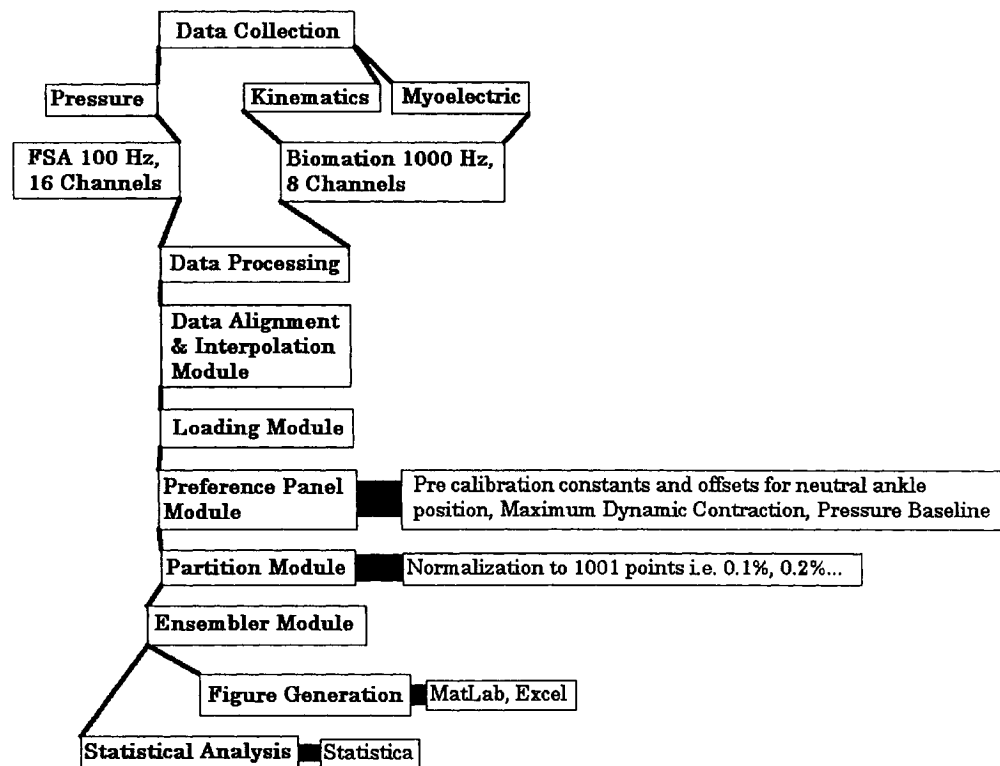 Data Collection
Pressure
Kinematics
Myoelectric
FSA 100 Hz,
16 Channels
Biomation 1000 Hz,
8 Channels
Data Processing
Data Alignment
& Interpolation
Module
Loading Module
Preference Panel
Module
Pre calibration constants and offsets for neutral ankle
position, Maximum Dynamic Contraction, Pressure Baseline
Partition Module
Normalization to 1001 points i.e. 0.1%, 0.2%...
Ensembler Module
Figure Generation
MatLab, Excel
Statistical Analysis
Statistica